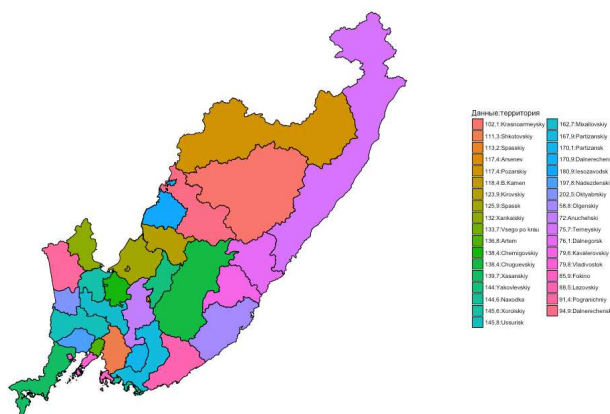 Данные:территория
102,1:Krasnoarmeysky
111,3:Shkotovskiy
113,2:Spasskiy
117,4:Arsenev
117,4:Pozarskiy
118,4:B.Kamen
123,9:Kirovskiy
125,9:Spassk
132:Xankaiskiy
133,7:Vsego po krau
136,8:Artem
138,4:Chernigovskiy
138,4:Chuguevskiy
139,7:Xasanskiy
144:Yakovlevskiy
144,6:Naxodka
145,6:Xorolskiy
145,8:Ussurisk
162,7:Mixailovskiy
167,9:Partizanskiy
170,1:Partizansk
170,9:Dalnerechen
180,9:lesozavodsk
197,8:Nadezdenski
202,5:Oktyabrskiy
58,8:Olgenskiy
72:Anuchenski
75,7:Terneyskiy
76,1:Dalnegorsk
79,6:Kavalerovskiy
79,8:Vladivostok
85,9:Fokino
88,5:Lazovskiy
91,4:Pogranichniy
94,9:Dalnerechensk